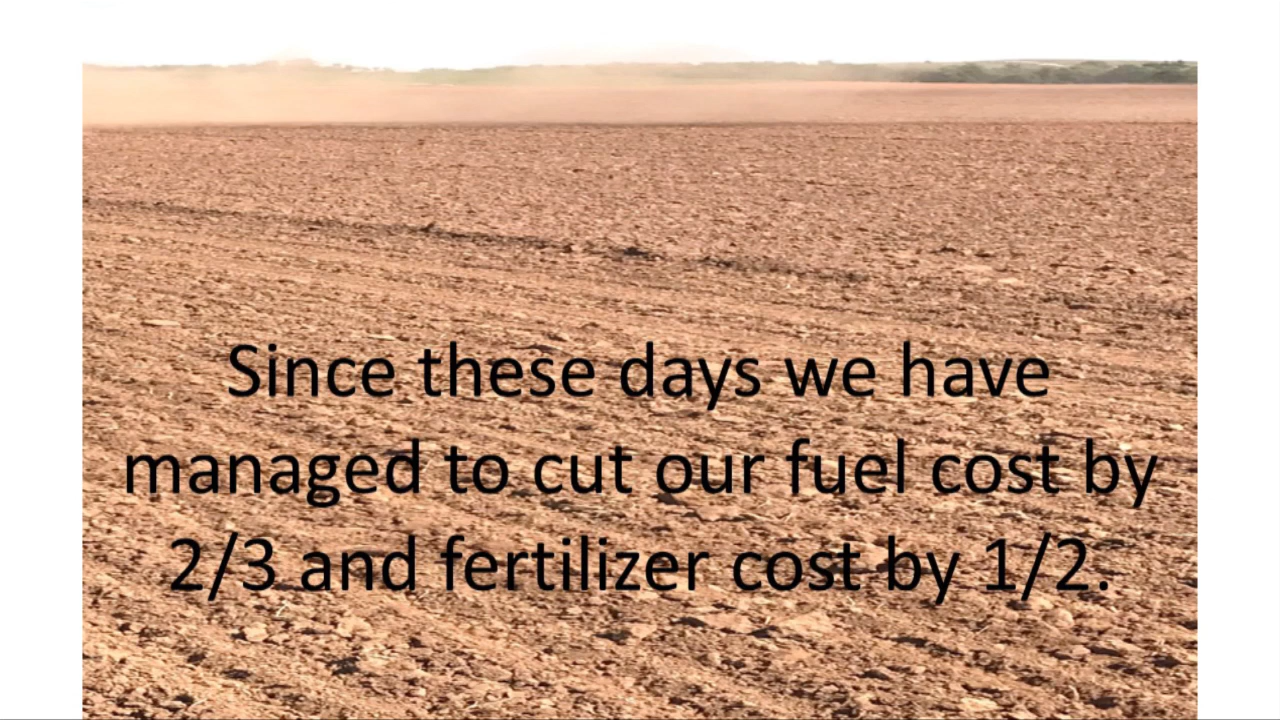 Since these days we have
managed to cut our fuel cost by
2/3 and fertilizer cost by 1/2.